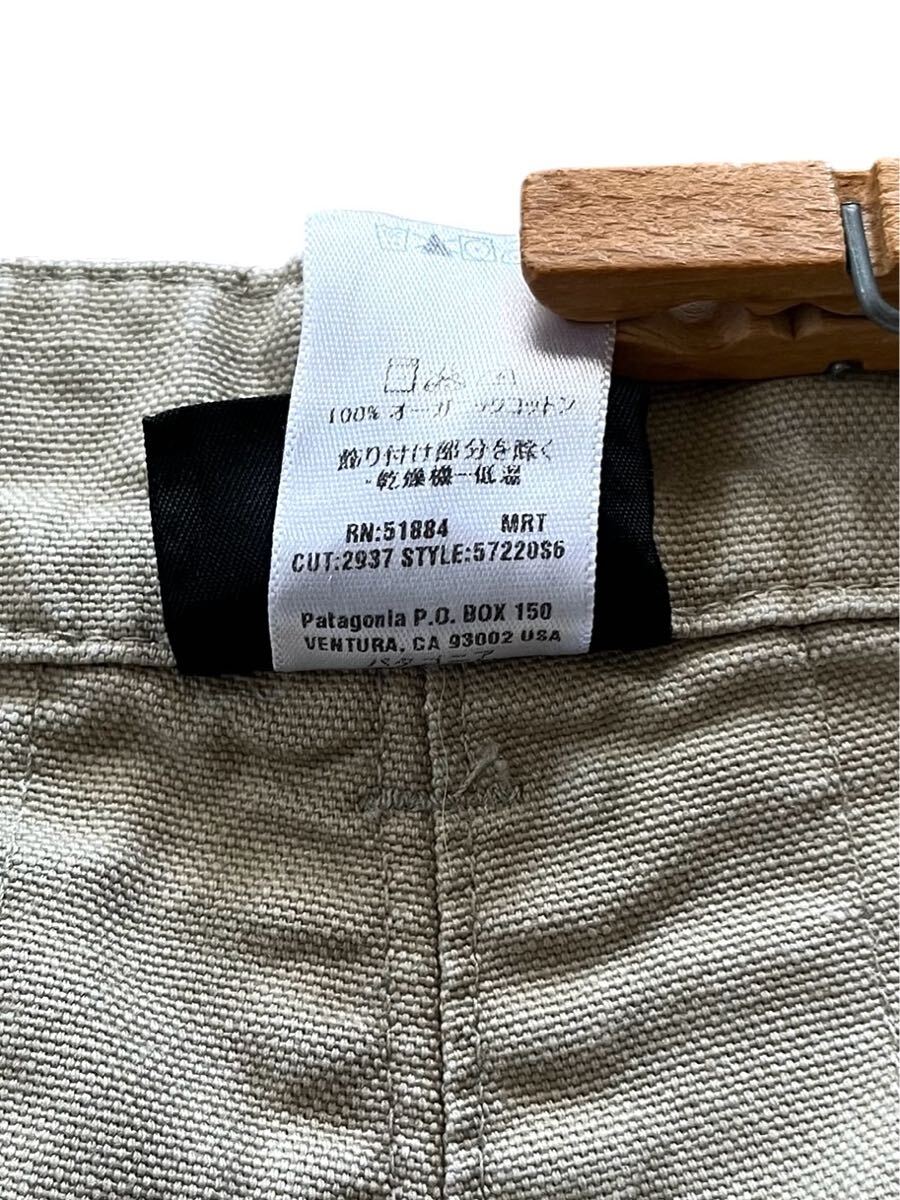 100% オーガニックコットン
飾り付け部分を除く
乾燥機－低温
RN:51884 MRT
CUT:2937 STYLE:57220S6
Patagonia P.O. BOX 150
VENTURA, CA 93002 USA